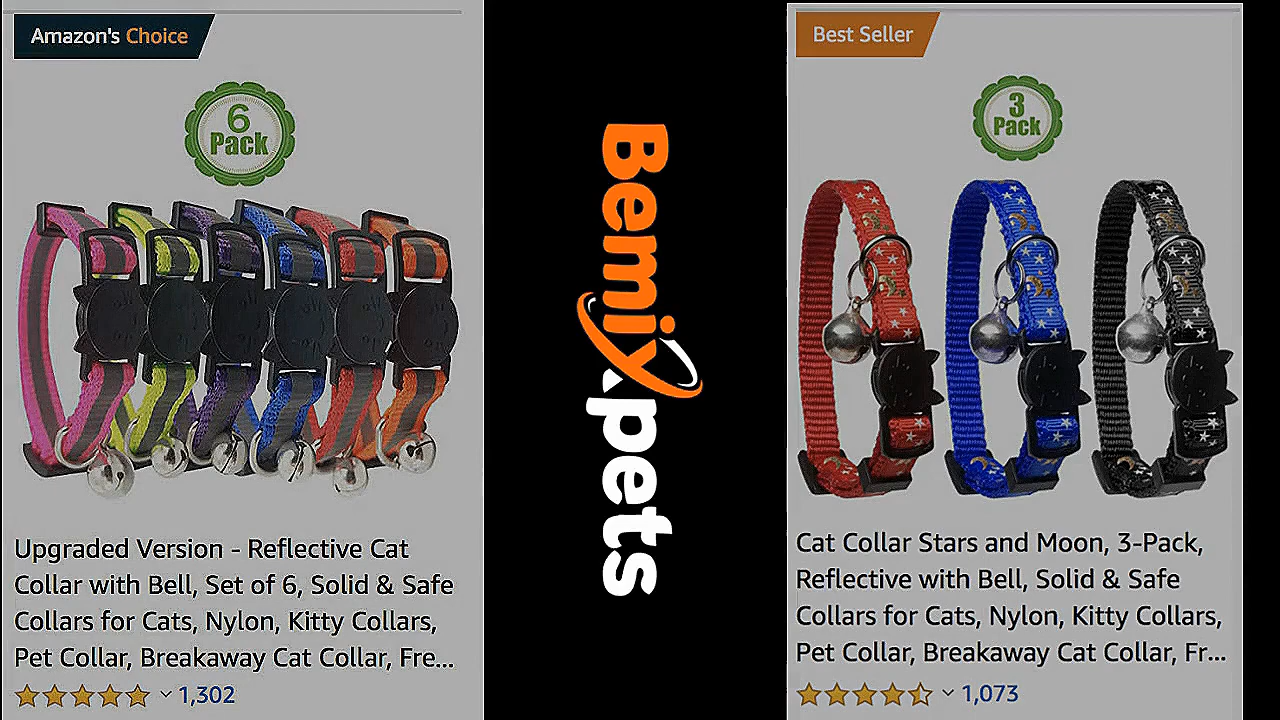 Amazon's Choice
6
Pack
Upgraded Version - Reflective Cat
Collar with Bell, Set of 6, Solid & Safe
Collars for Cats, Nylon, Kitty Collars,
Pet Collar, Breakaway Cat Collar, Fre...
1,302
Bemixpets
Best Seller
3
Pack
Cat Collar Stars and Moon, 3-Pack,
Reflective with Bell, Solid & Safe
Collars for Cats, Nylon, Kitty Collars,
Pet Collar, Breakaway Cat Collar, Fr...
1,073